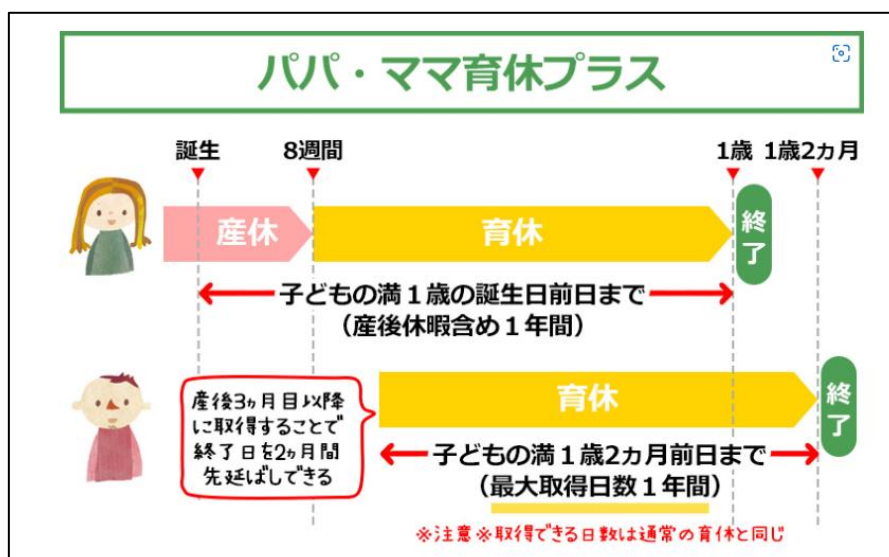 パパ・ママ育休プラス
誕生
8週間
1歳
1歳2ヵ月
産休
育休
終了
子どもの満１歳の誕生日前日まで
（産後休暇含め１年間）
産後3ヶ月目以降
に取得することで
終了日を2ヶ月間
先延ばしできる
育休
終了
子どもの満１歳2ヵ月前日まで
（最大取得日数１年間）
※注意※取得できる日数は通常の育休と同じ